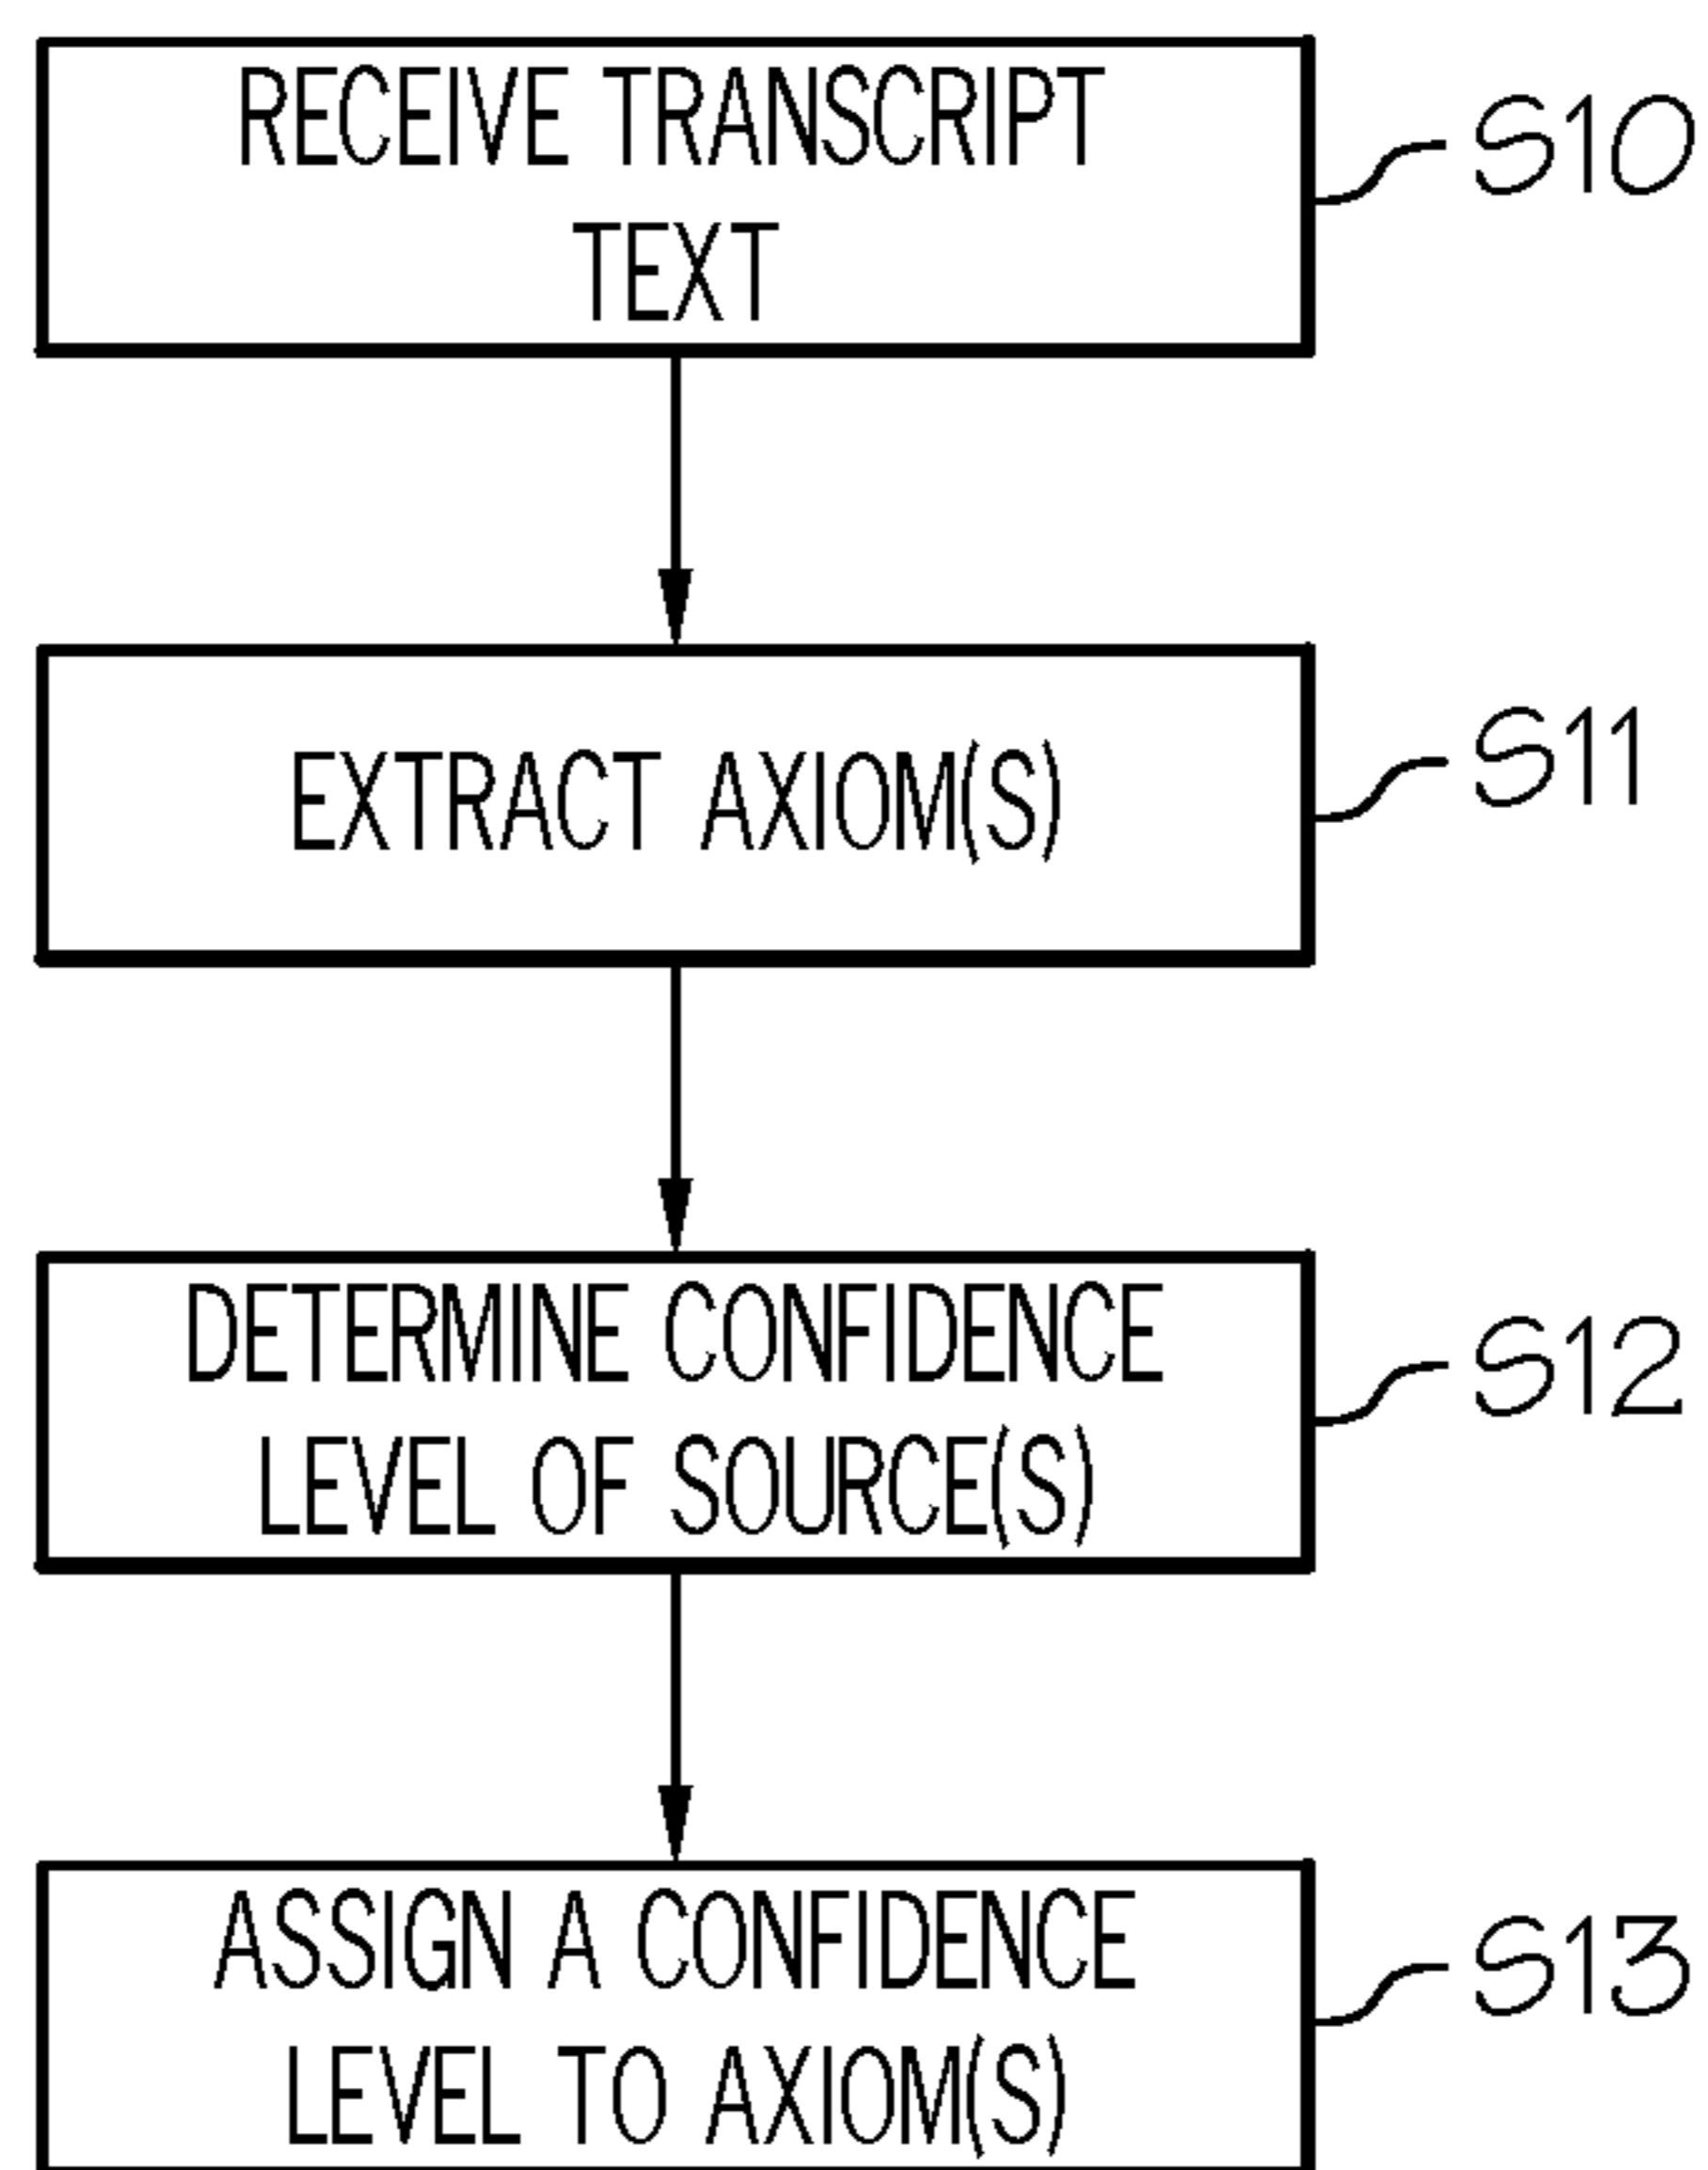 RECEIVE TRANSCRIPT
TEXT
S10
EXTRACT AXIOM(S)
S11
DETERMINE CONFIDENCE
LEVEL OF SOURCE(S)
S12
ASSIGN A CONFIDENCE
LEVEL TO AXIOM(S)
S13